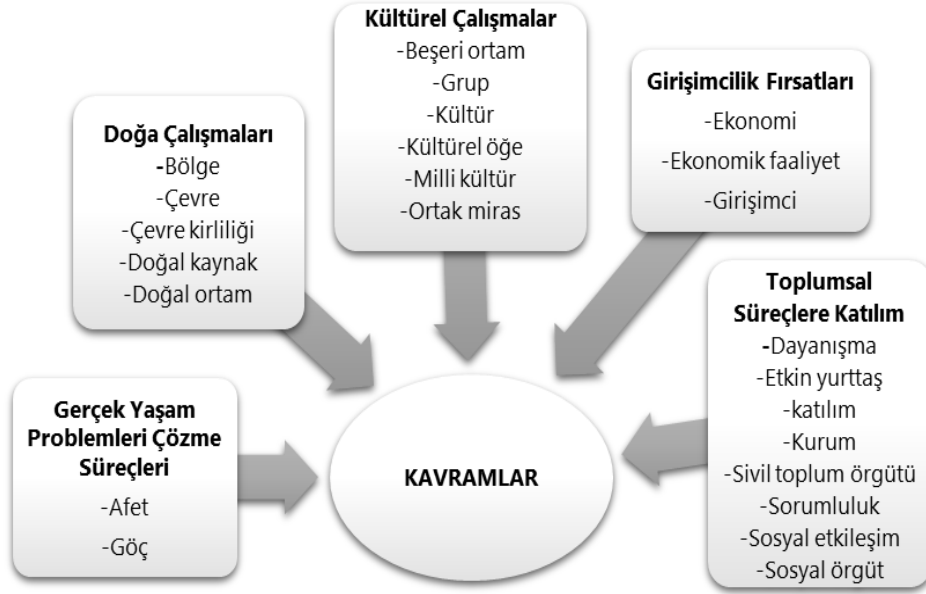 Gerçek Yaşam
Problemleri Çözme
Süreçleri
-Afet
-Göç
Doğa Çalışmaları
-Bölge
-Çevre
-Çevre kirliliği
-Doğal kaynak
-Doğal ortam
Kültürel Çalışmalar
-Beşeri ortam
-Grup
-Kültür
-Kültürel öğe
-Milli kültür
-Ortak miras
Girişimcilik Fırsatları
-Ekonomi
-Ekonomik faaliyet
-Girişimci
Toplumsal
Süreçlere Katılım
-Dayanışma
-Etkin yurttaş
-katılım
-Kurum
-Sivil toplum örgütü
-Sorumluluk
-Sosyal etkileşim
-Sosyal örgüt
KAVRAMLAR